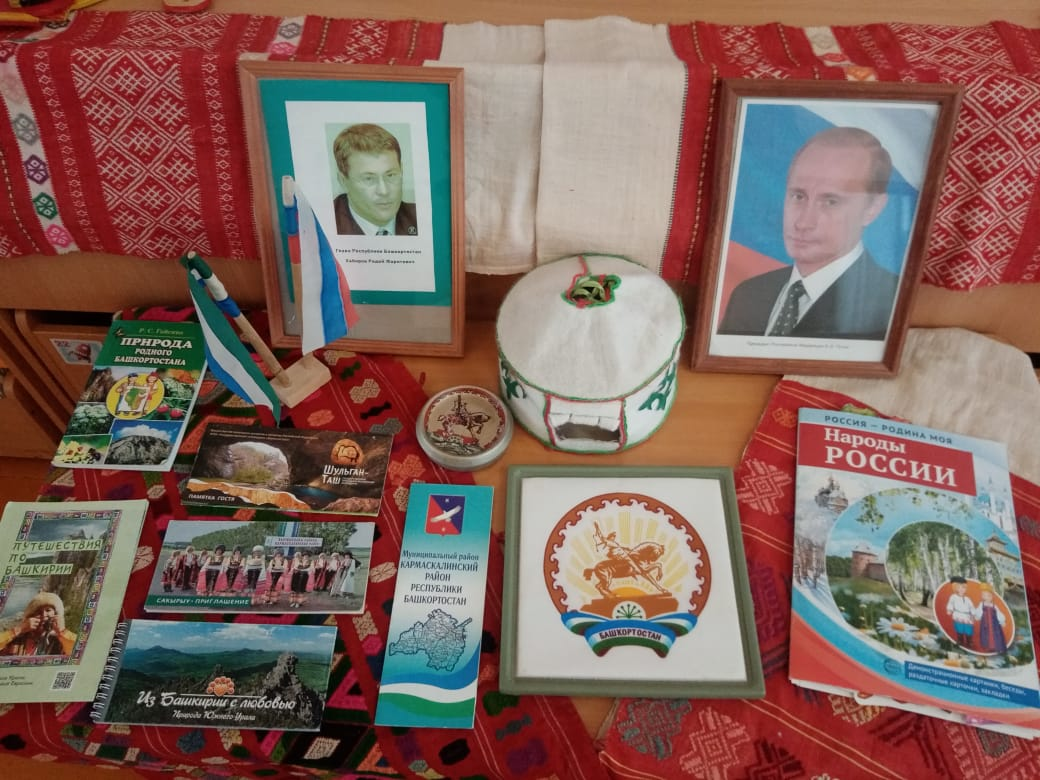 Глава Республики Башкортостан
Хабиров Радий Фаритович
Р. С. Гайсина
ПРИРОДА
РОДНОГО
БАШКОРТОСТАНА
ШУЛЬГАН-
ТАШ
ПАМЯТКА ГОСТЯ
ПУТЕШЕСТВИЯ
ПО
БАШКИРИИ
САКЫРЫУ - ПРИГЛАШЕНИЕ
Из Башкирии с любовью
Природа Южного Урала
Муниципальный район
КАРМАСКАЛИНСКИЙ
РАЙОН
РЕСПУБЛИКИ
БАШКОРТОСТАН
БАШҠОРТОСТАН
РОССИЯ — РОДИНА МОЯ
Народы
РОССИИ
Демонстрационные картинки, беседы,
раздаточные карточки, закладки